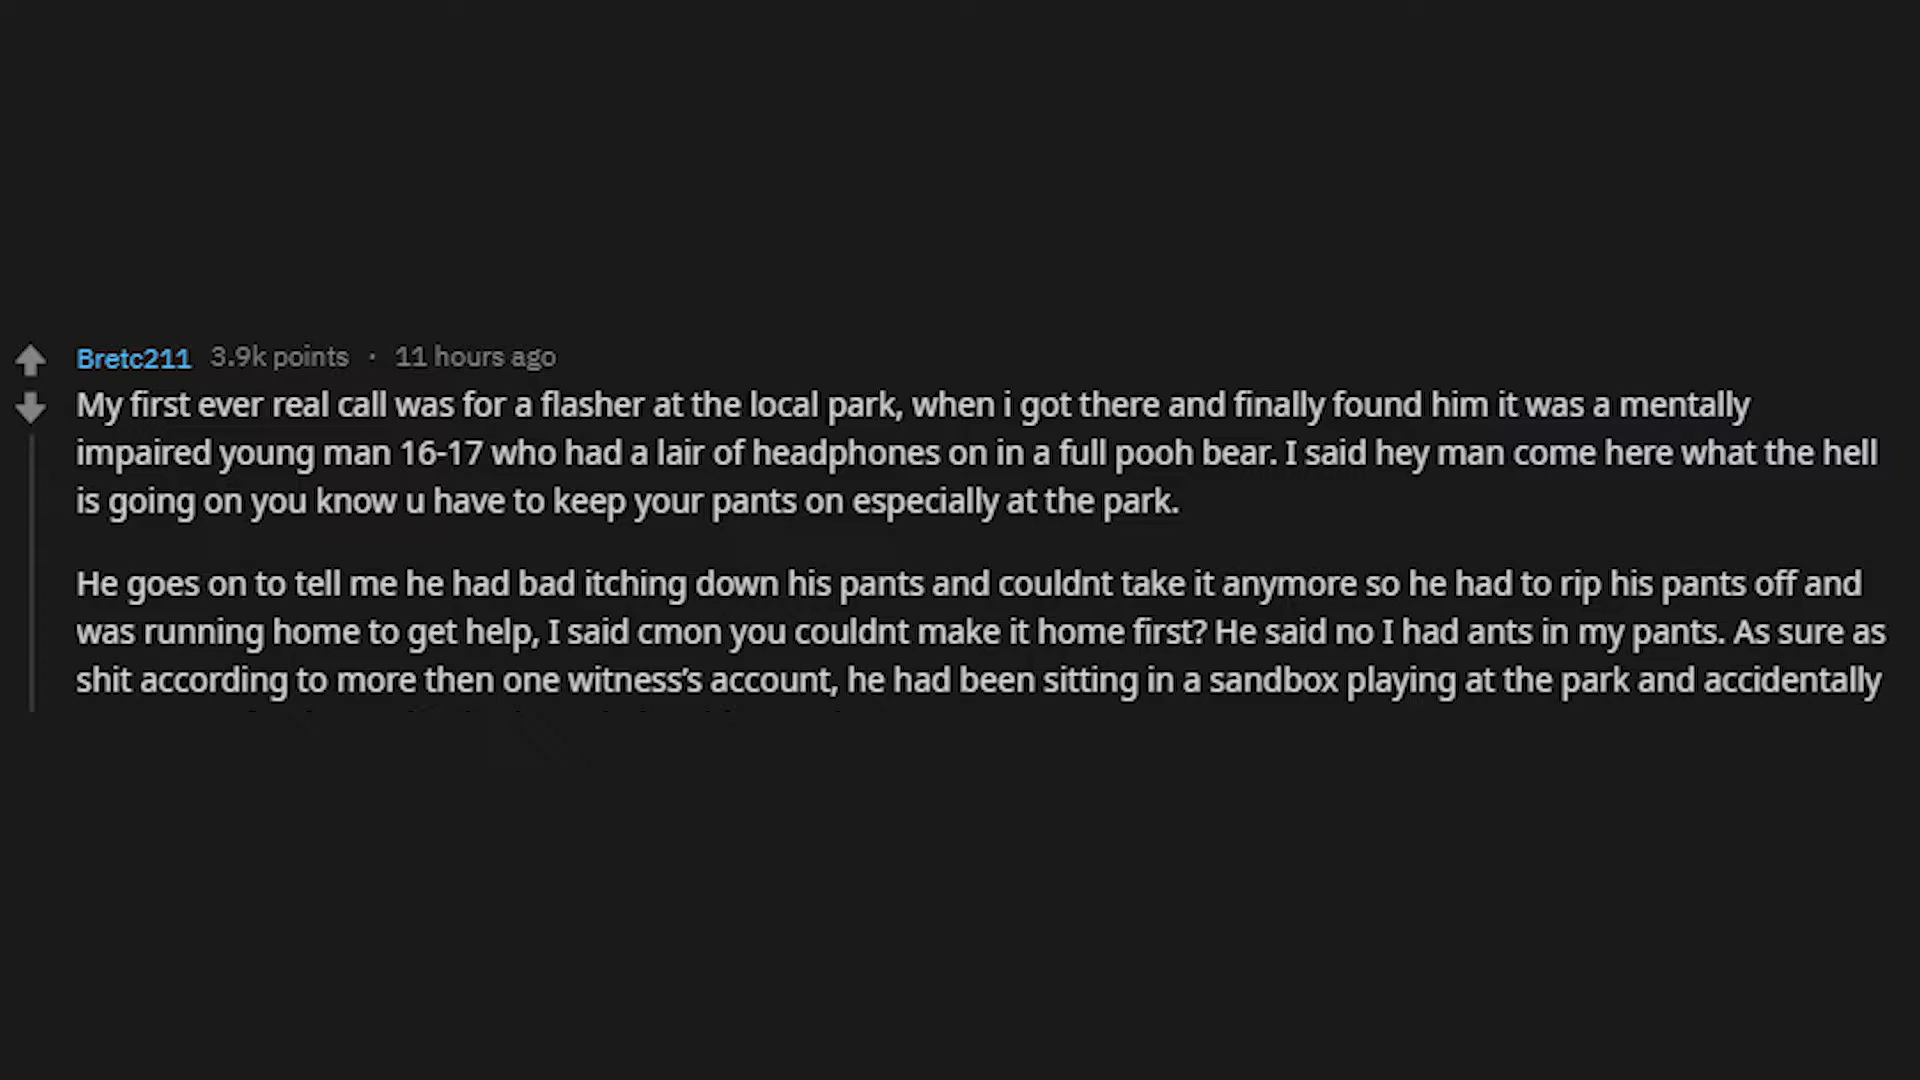 Bretc211 3.9k points · 11 hours ago
My first ever real call was for a flasher at the local park, when i got there and finally found him it was a mentally
impaired young man 16-17 who had a lair of headphones on in a full pooh bear. I said hey man come here what the hell
is going on you know u have to keep your pants on especially at the park.
He goes on to tell me he had bad itching down his pants and couldnt take it anymore so he had to rip his pants off and
was running home to get help, I said cmon you couldnt make it home first? He said no I had ants in my pants. As sure as
shit according to more then one witness’s account, he had been sitting in a sandbox playing at the park and accidentally